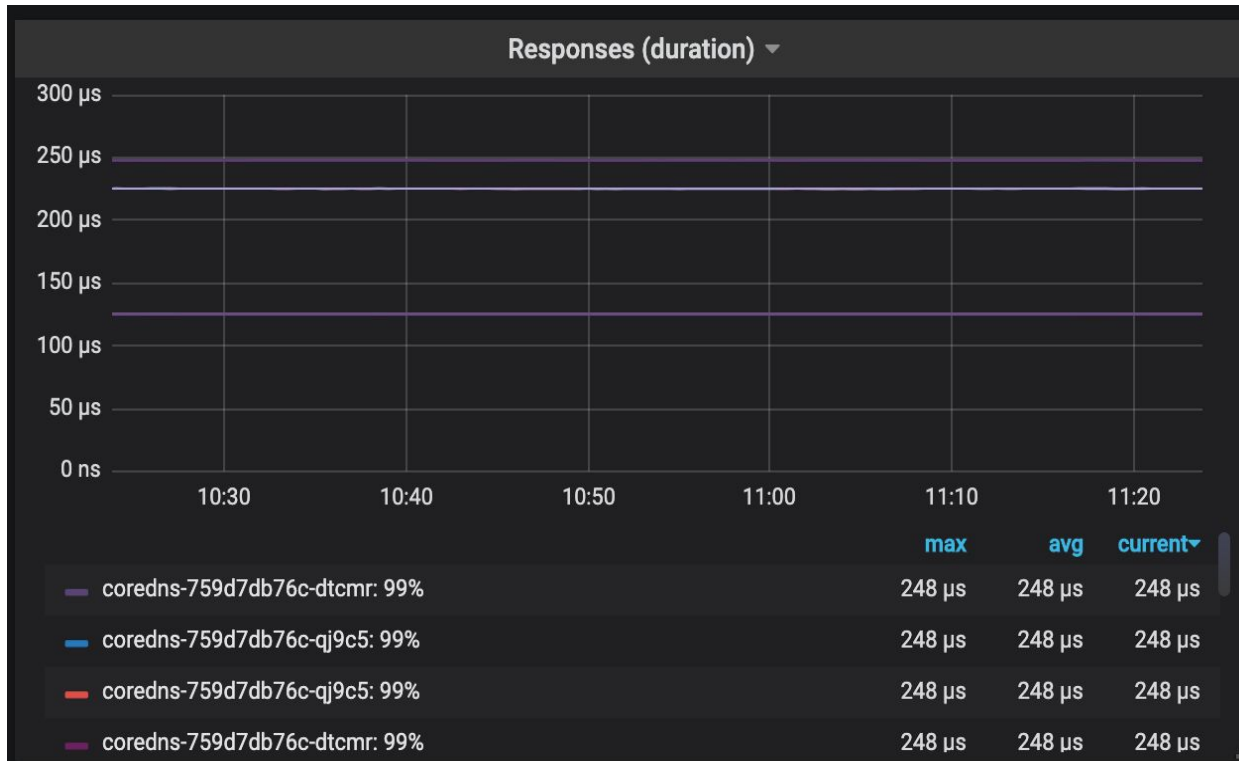 Responses (duration)
300 µs
250 µs
200 µs
150 µs
100 µs
50 µs
0 ns
10:30 10:40 10:50 11:00 11:10 11:20
max avg current
coredns-759d7db76c-dtcmr: 99% 248 µs 248 µs 248 µs
coredns-759d7db76c-qj9c5: 99% 248 µs 248 µs 248 µs
coredns-759d7db76c-qj9c5: 99% 248 µs 248 µs 248 µs
coredns-759d7db76c-dtcmr: 99% 248 µs 248 µs 248 µs